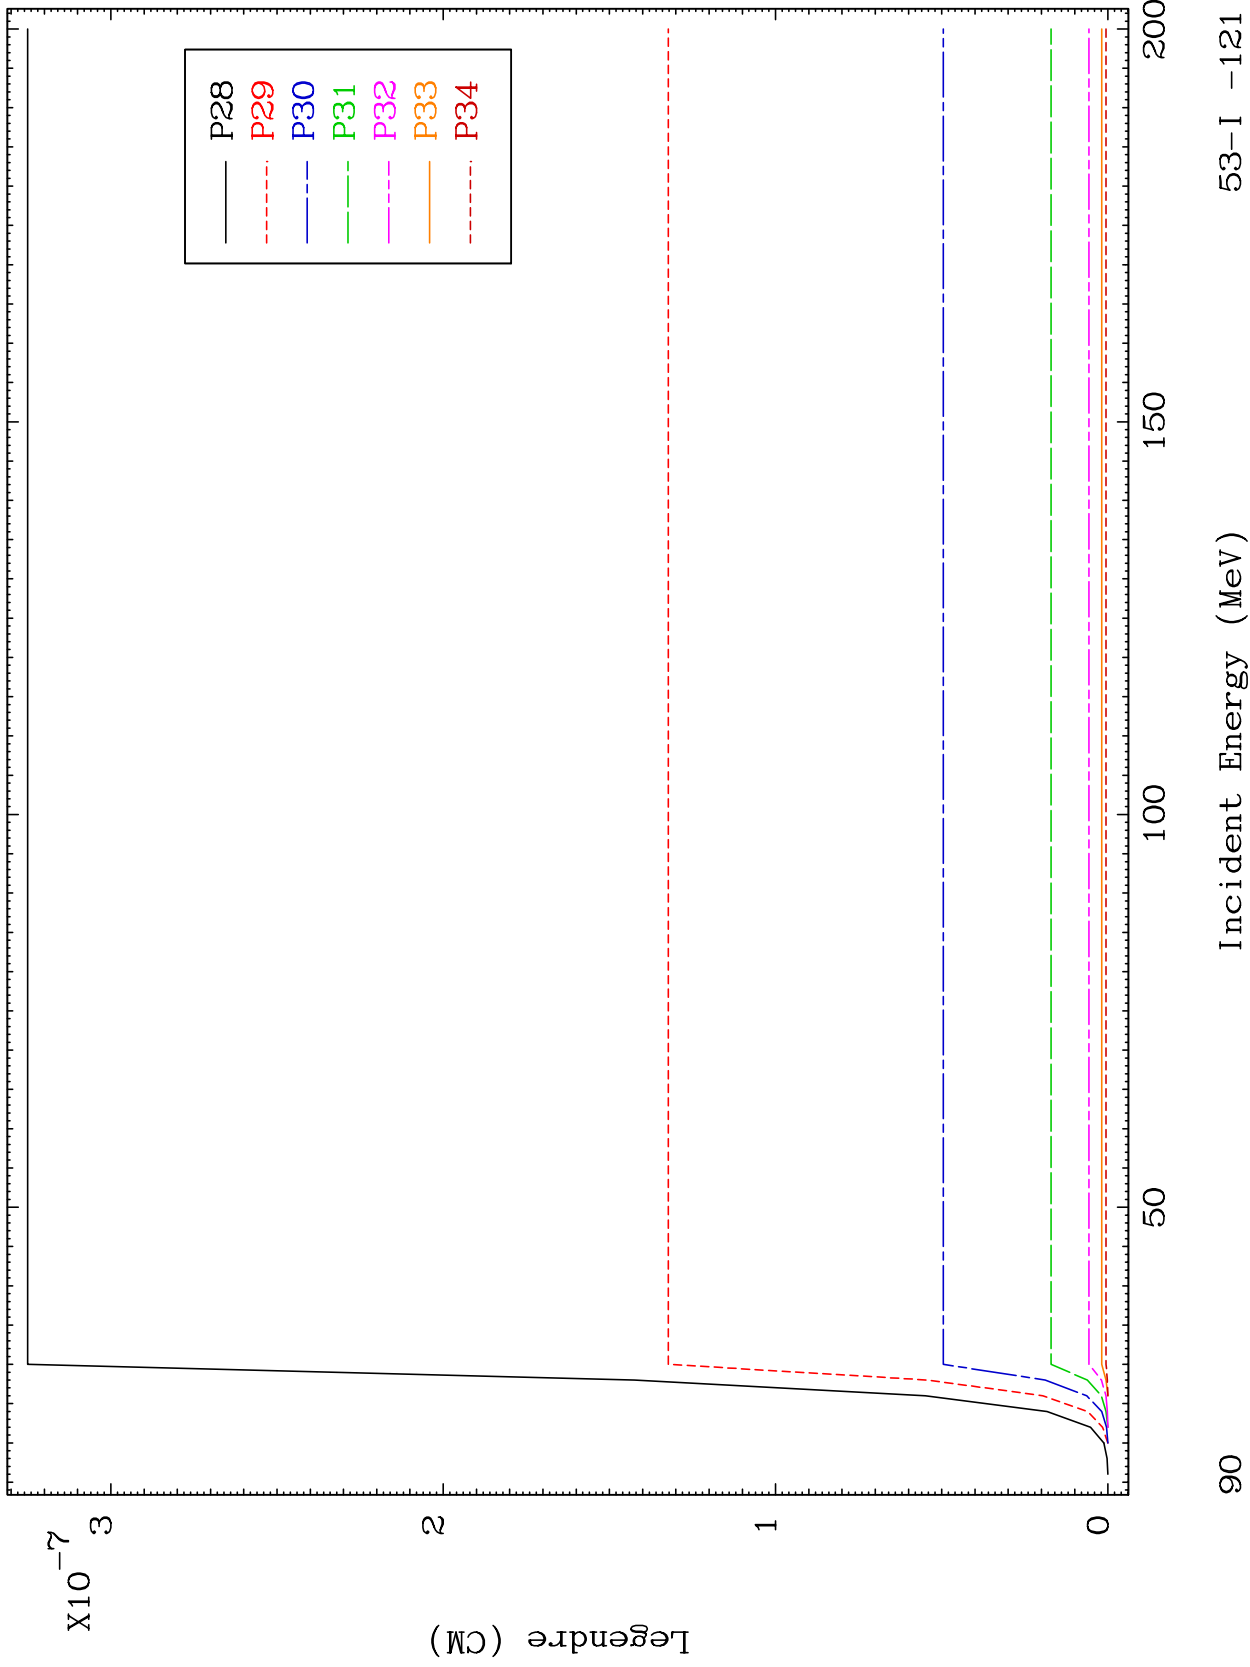 X10-7
3
2
1
0
Legendre (CM)
P28
P29
P30
P31
P32
P33
P34
50
100
150
200
Incident Energy (MeV)
90
53-I -121